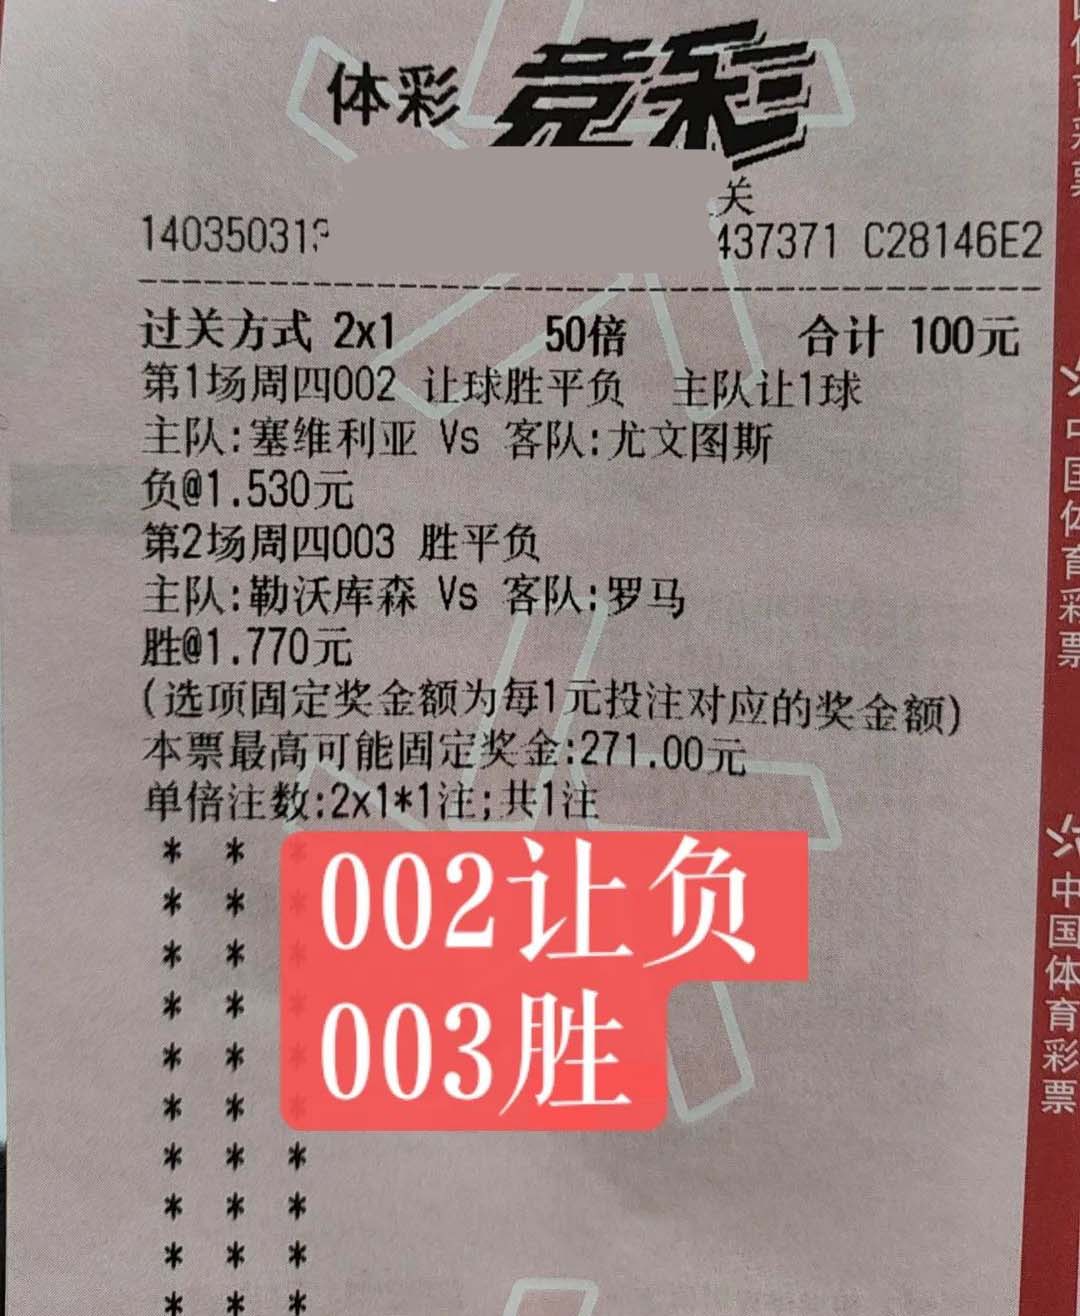 体彩 竞彩
关
140350313
437371 C28146E2
过关方式 2x1 50倍 合计 100元
第1场周四002 让球胜平负 主队让1球
主队:塞维利亚 Vs 客队:尤文图斯
负@1.530元
第2场周四003 胜平负
主队:勒沃库森 Vs 客队:罗马
胜@1.770元
(选项固定奖金额为每1元投注对应的奖金额)
本票最高可能固定奖金:271.00元
单倍注数:2x1*1注;共1注
* *
* *
* *
* *
* *
* *
* * *
* * *
* * *
* * *
002让负
003胜
体育彩票
中国体育彩票
中国体育彩票